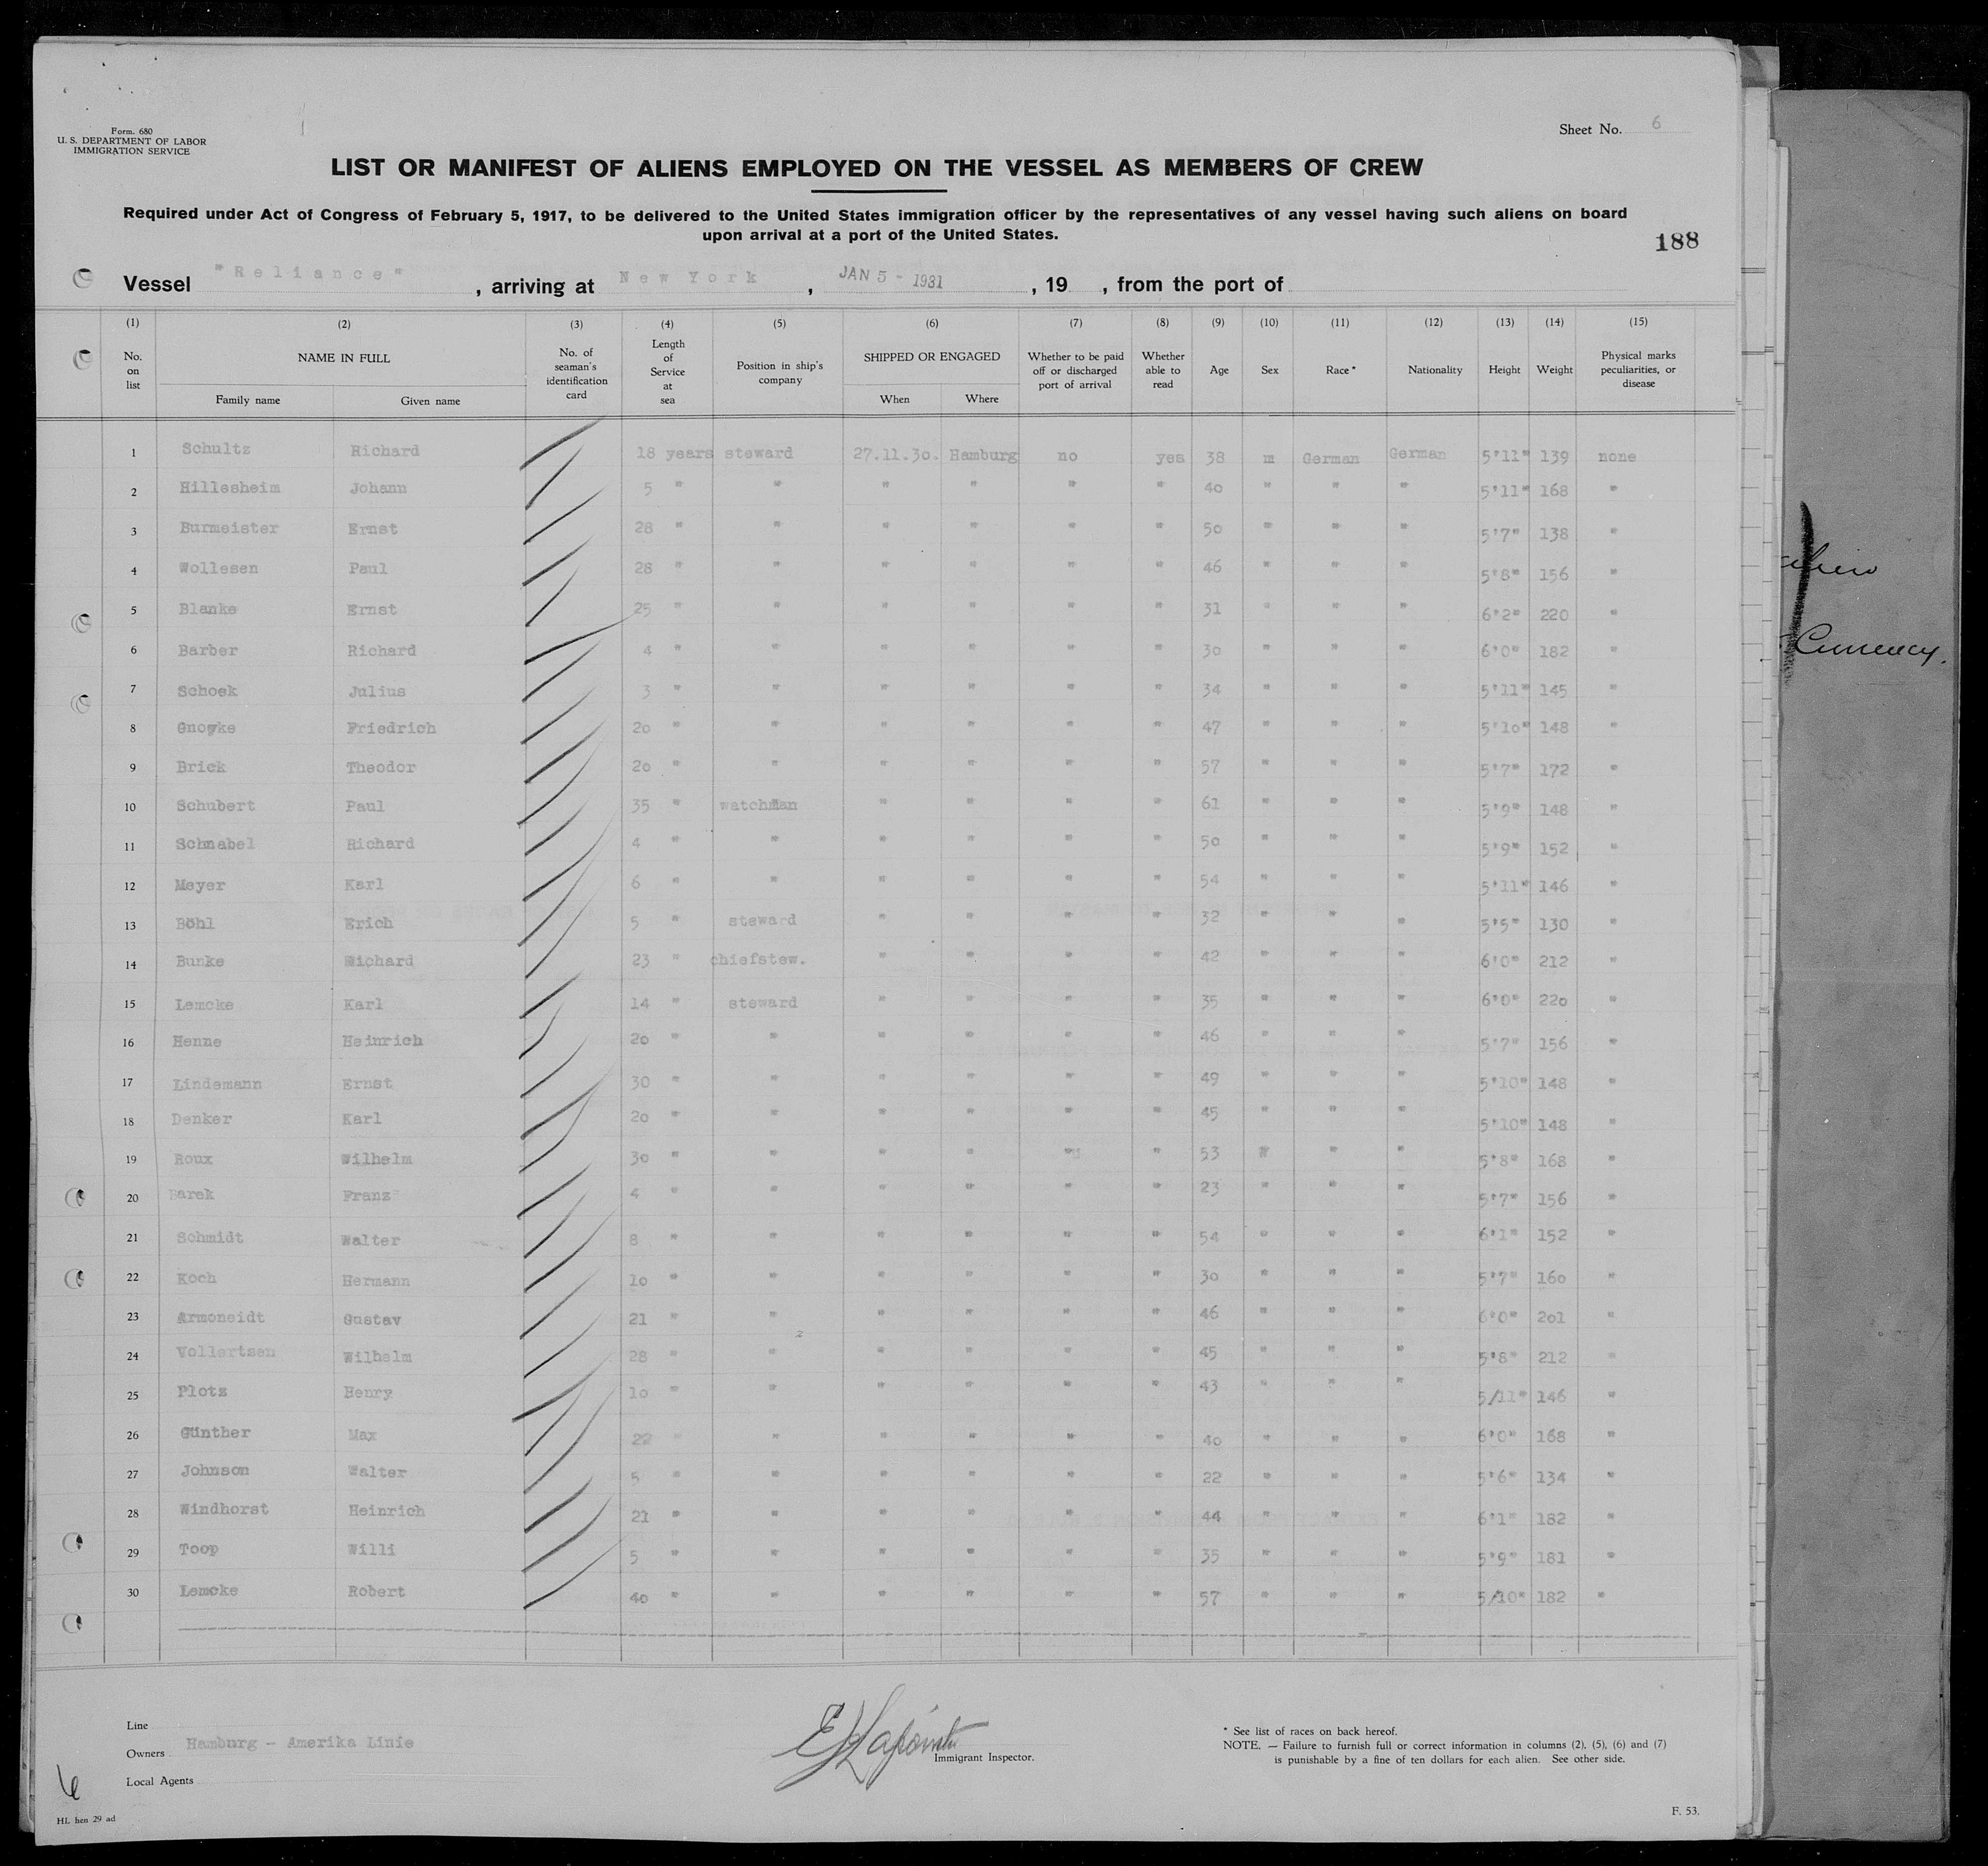 Form. 680
U. S. DEPARTMENT OF LABOR
IMMIGRATION SERVICE
Sheet No. 6
LIST OR MANIFEST OF ALIENS EMPLOYED ON THE VESSEL AS MEMBERS OF CREW
Required under Act of Congress of February 5, 1917, to be delivered to the United States immigration officer by the representatives of any vessel having such aliens on board
upon arrival at a port of the United States.
188
Vessel "Reliance" , arriving at New York , JAN 5 - 1931 , 19 , from the port of
(1) (2) (3) (4) (5) (6) (7) (8) (9) (10) (11) (12) (13) (14) (15)
No. on list NAME IN FULL Family name Given name No. of seaman's identification card Length of Service at sea Position in ship's company SHIPPED OR ENGAGED When Where Whether to be paid off or discharged port of arrival Whether able to read Age Sex Race* Nationality Height Weight Physical marks peculiarities, or disease
1 Schultz Richard 18 years steward 27.11.30. Hamburg no yes 38 m German German 5'11" 139 none
2 Hillesheim Johann 5 " " " " " " 40 " " " 5'11" 168 "
3 Burmeister Ernst 28 " " " " " " 50 " " " 5'7" 138 "
4 Wollesen Paul 28 " " " " " " 46 " " " 5'8" 156 "
5 Blanke Ernst 25 " " " " " " 31 " " " 6'2" 220 "
6 Barber Richard 4 " " " " " " 30 " " " 6'0" 182 "
7 Schoek Julius 3 " " " " " " 34 " " " 5'11" 145 "
8 Gnoyke Friedrich 20 " " " " " " 47 " " " 5'10" 148 "
9 Brick Theodor 20 " " " " " " 57 " " " 5'7" 172 "
10 Schubert Paul 35 " watchman " " " " 61 " " " 5'9" 148 "
11 Schnabel Richard 4 " " " " " " 50 " " " 5'9" 152 "
12 Meyer Karl 6 " " " " " " 54 " " " 5'11" 146 "
13 Böhl Erich 5 " steward " " " " 32 " " " 5'5" 130 "
14 Bunke Richard 23 " chiefstew. " " " " 42 " " " 6'0" 212 "
15 Lemcke Karl 14 " steward " " " " 35 " " " 6'0" 220 "
16 Henne Heinrich 20 " " " " " " 46 " " " 5'7" 156 "
17 Lindemann Ernst 30 " " " " " " 49 " " " 5'10" 148 "
18 Denker Karl 20 " " " " " " 45 " " " 5'10" 148 "
19 Roux Wilhelm 30 " " " " " " 53 " " " 5'8" 168 "
20 Franz 4 " " " " " " 23 " " " 5'7" 156 "
21 Schmidt Walter 8 " " " " " " 54 " " " 6'1" 152 "
22 Koch Hermann 10 " " " " " " 30 " " " 5'7" 160 "
23 Armoneidt Gustav 21 " " " " " " 46 " " " 6'0" 201 "
24 Vollertsen Wilhelm 28 " " " " " " 45 " " " 5'8" 212 "
25 Plotz Henry 10 " " " " " " 43 " " " 5/11" 146 "
26 Günther Max 22 " " " " " " 40 " " " 6'0" 168 "
27 Johnson Walter 5 " " " " " " 22 " " " 5'6" 134 "
28 Windhorst Heinrich 21 " " " " " " 44 " " " 6'1" 182 "
29 Toop Willi 5 " " " " " " 35 " " " 5'9" 181 "
30 Lemcke Robert 40 " " " " " " 57 " " " 5/10" 182 "
Line
Owners Hamburg - Amerika Linie
Local Agents
Immigrant Inspector.
* See list of races on back hereof.
NOTE. — Failure to furnish full or correct information in columns (2), (5), (6) and (7)
is punishable by a fine of ten dollars for each alien. See other side.
6
HL hen 29 ad
F. 53.